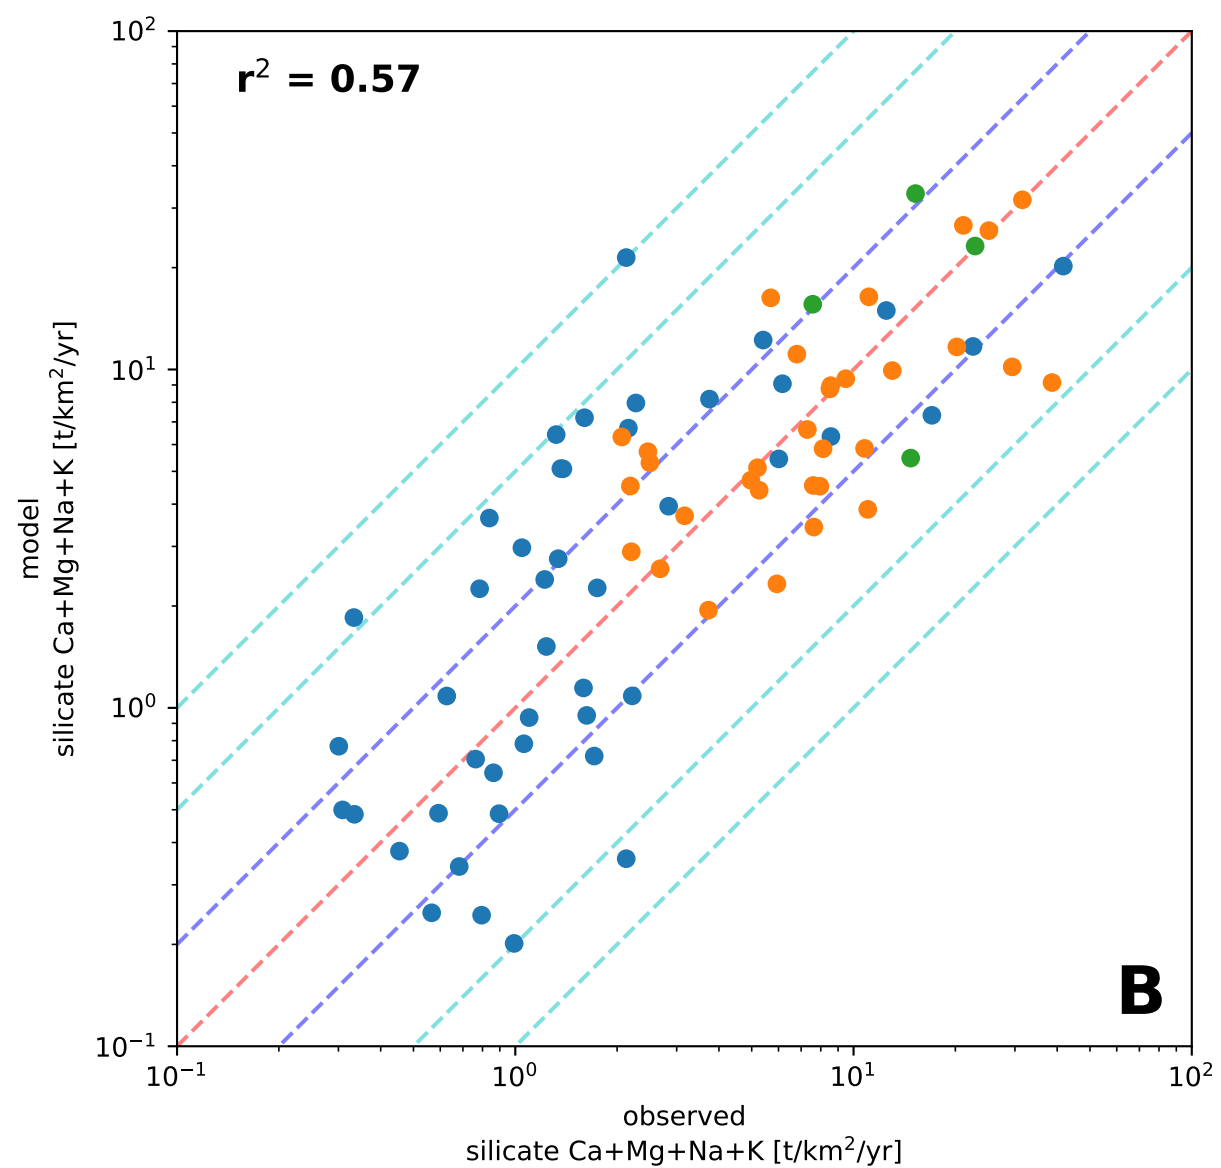 r² = 0.57
10²
10¹
10⁰
10⁻¹
model
silicate Ca+Mg+Na+K [t/km²/yr]
B
10⁻¹ 10⁰ 10¹ 10²
observed
silicate Ca+Mg+Na+K [t/km²/yr]